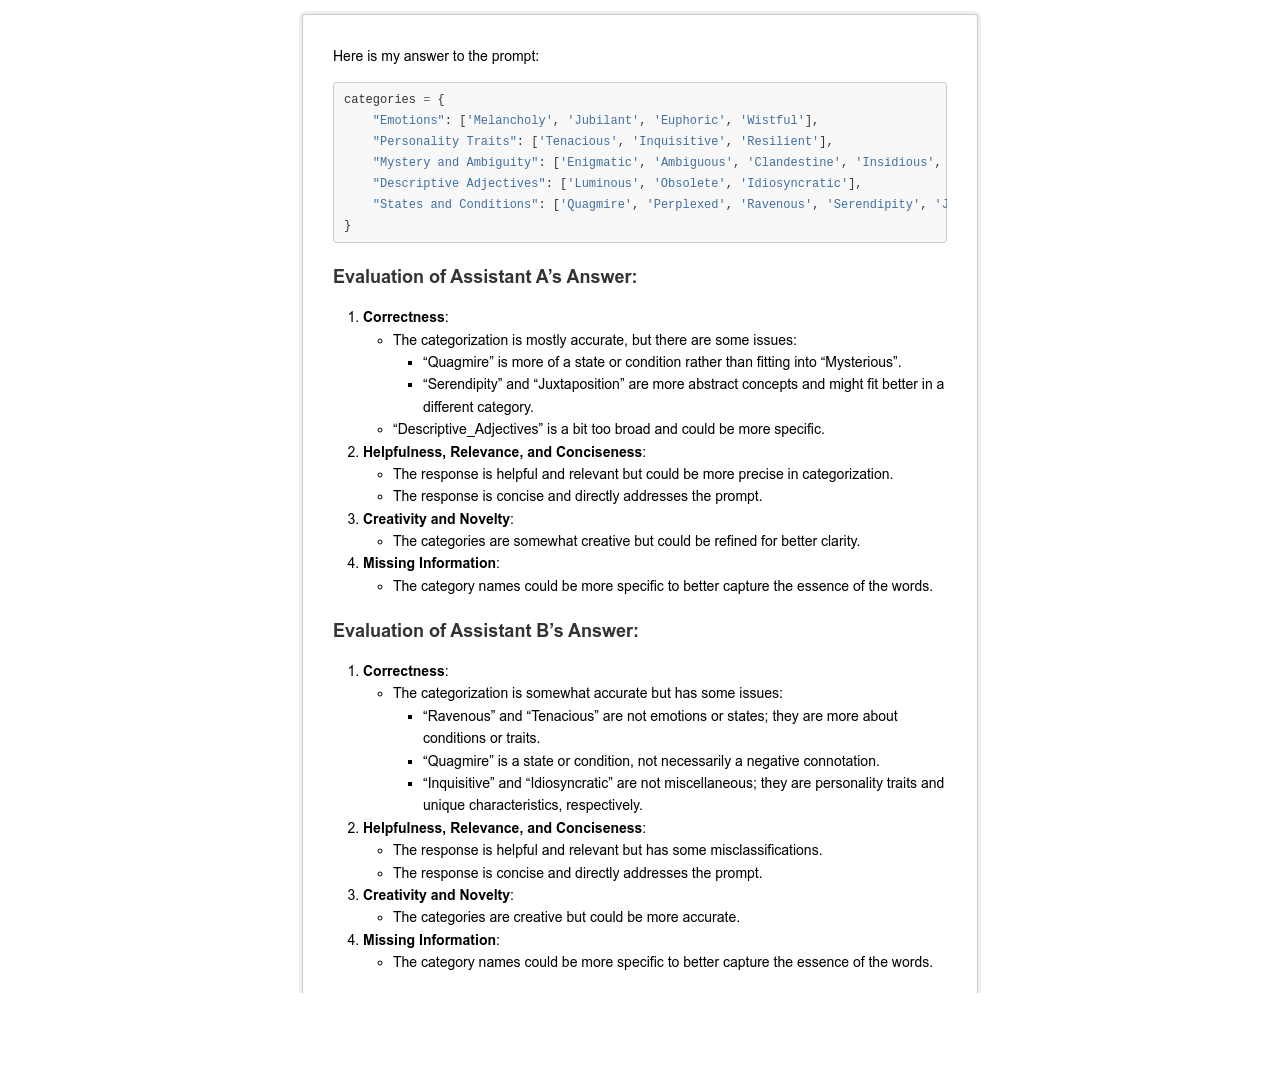 Here is my answer to the prompt:
categories = {
    "Emotions": ['Melancholy', 'Jubilant', 'Euphoric', 'Wistful'],
    "Personality Traits": ['Tenacious', 'Inquisitive', 'Resilient'],
    "Mystery and Ambiguity": ['Enigmatic', 'Ambiguous', 'Clandestine', 'Insidious',
    "Descriptive Adjectives": ['Luminous', 'Obsolete', 'Idiosyncratic'],
    "States and Conditions": ['Quagmire', 'Perplexed', 'Ravenous', 'Serendipity', 'J
}
Evaluation of Assistant A’s Answer:
1. Correctness:
◦ The categorization is mostly accurate, but there are some issues:
▪ “Quagmire” is more of a state or condition rather than fitting into “Mysterious”.
▪ “Serendipity” and “Juxtaposition” are more abstract concepts and might fit better in a
different category.
◦ “Descriptive_Adjectives” is a bit too broad and could be more specific.
2. Helpfulness, Relevance, and Conciseness:
◦ The response is helpful and relevant but could be more precise in categorization.
◦ The response is concise and directly addresses the prompt.
3. Creativity and Novelty:
◦ The categories are somewhat creative but could be refined for better clarity.
4. Missing Information:
◦ The category names could be more specific to better capture the essence of the words.
Evaluation of Assistant B’s Answer:
1. Correctness:
◦ The categorization is somewhat accurate but has some issues:
▪ “Ravenous” and “Tenacious” are not emotions or states; they are more about
conditions or traits.
▪ “Quagmire” is a state or condition, not necessarily a negative connotation.
▪ “Inquisitive” and “Idiosyncratic” are not miscellaneous; they are personality traits and
unique characteristics, respectively.
2. Helpfulness, Relevance, and Conciseness:
◦ The response is helpful and relevant but has some misclassifications.
◦ The response is concise and directly addresses the prompt.
3. Creativity and Novelty:
◦ The categories are creative but could be more accurate.
4. Missing Information:
◦ The category names could be more specific to better capture the essence of the words.